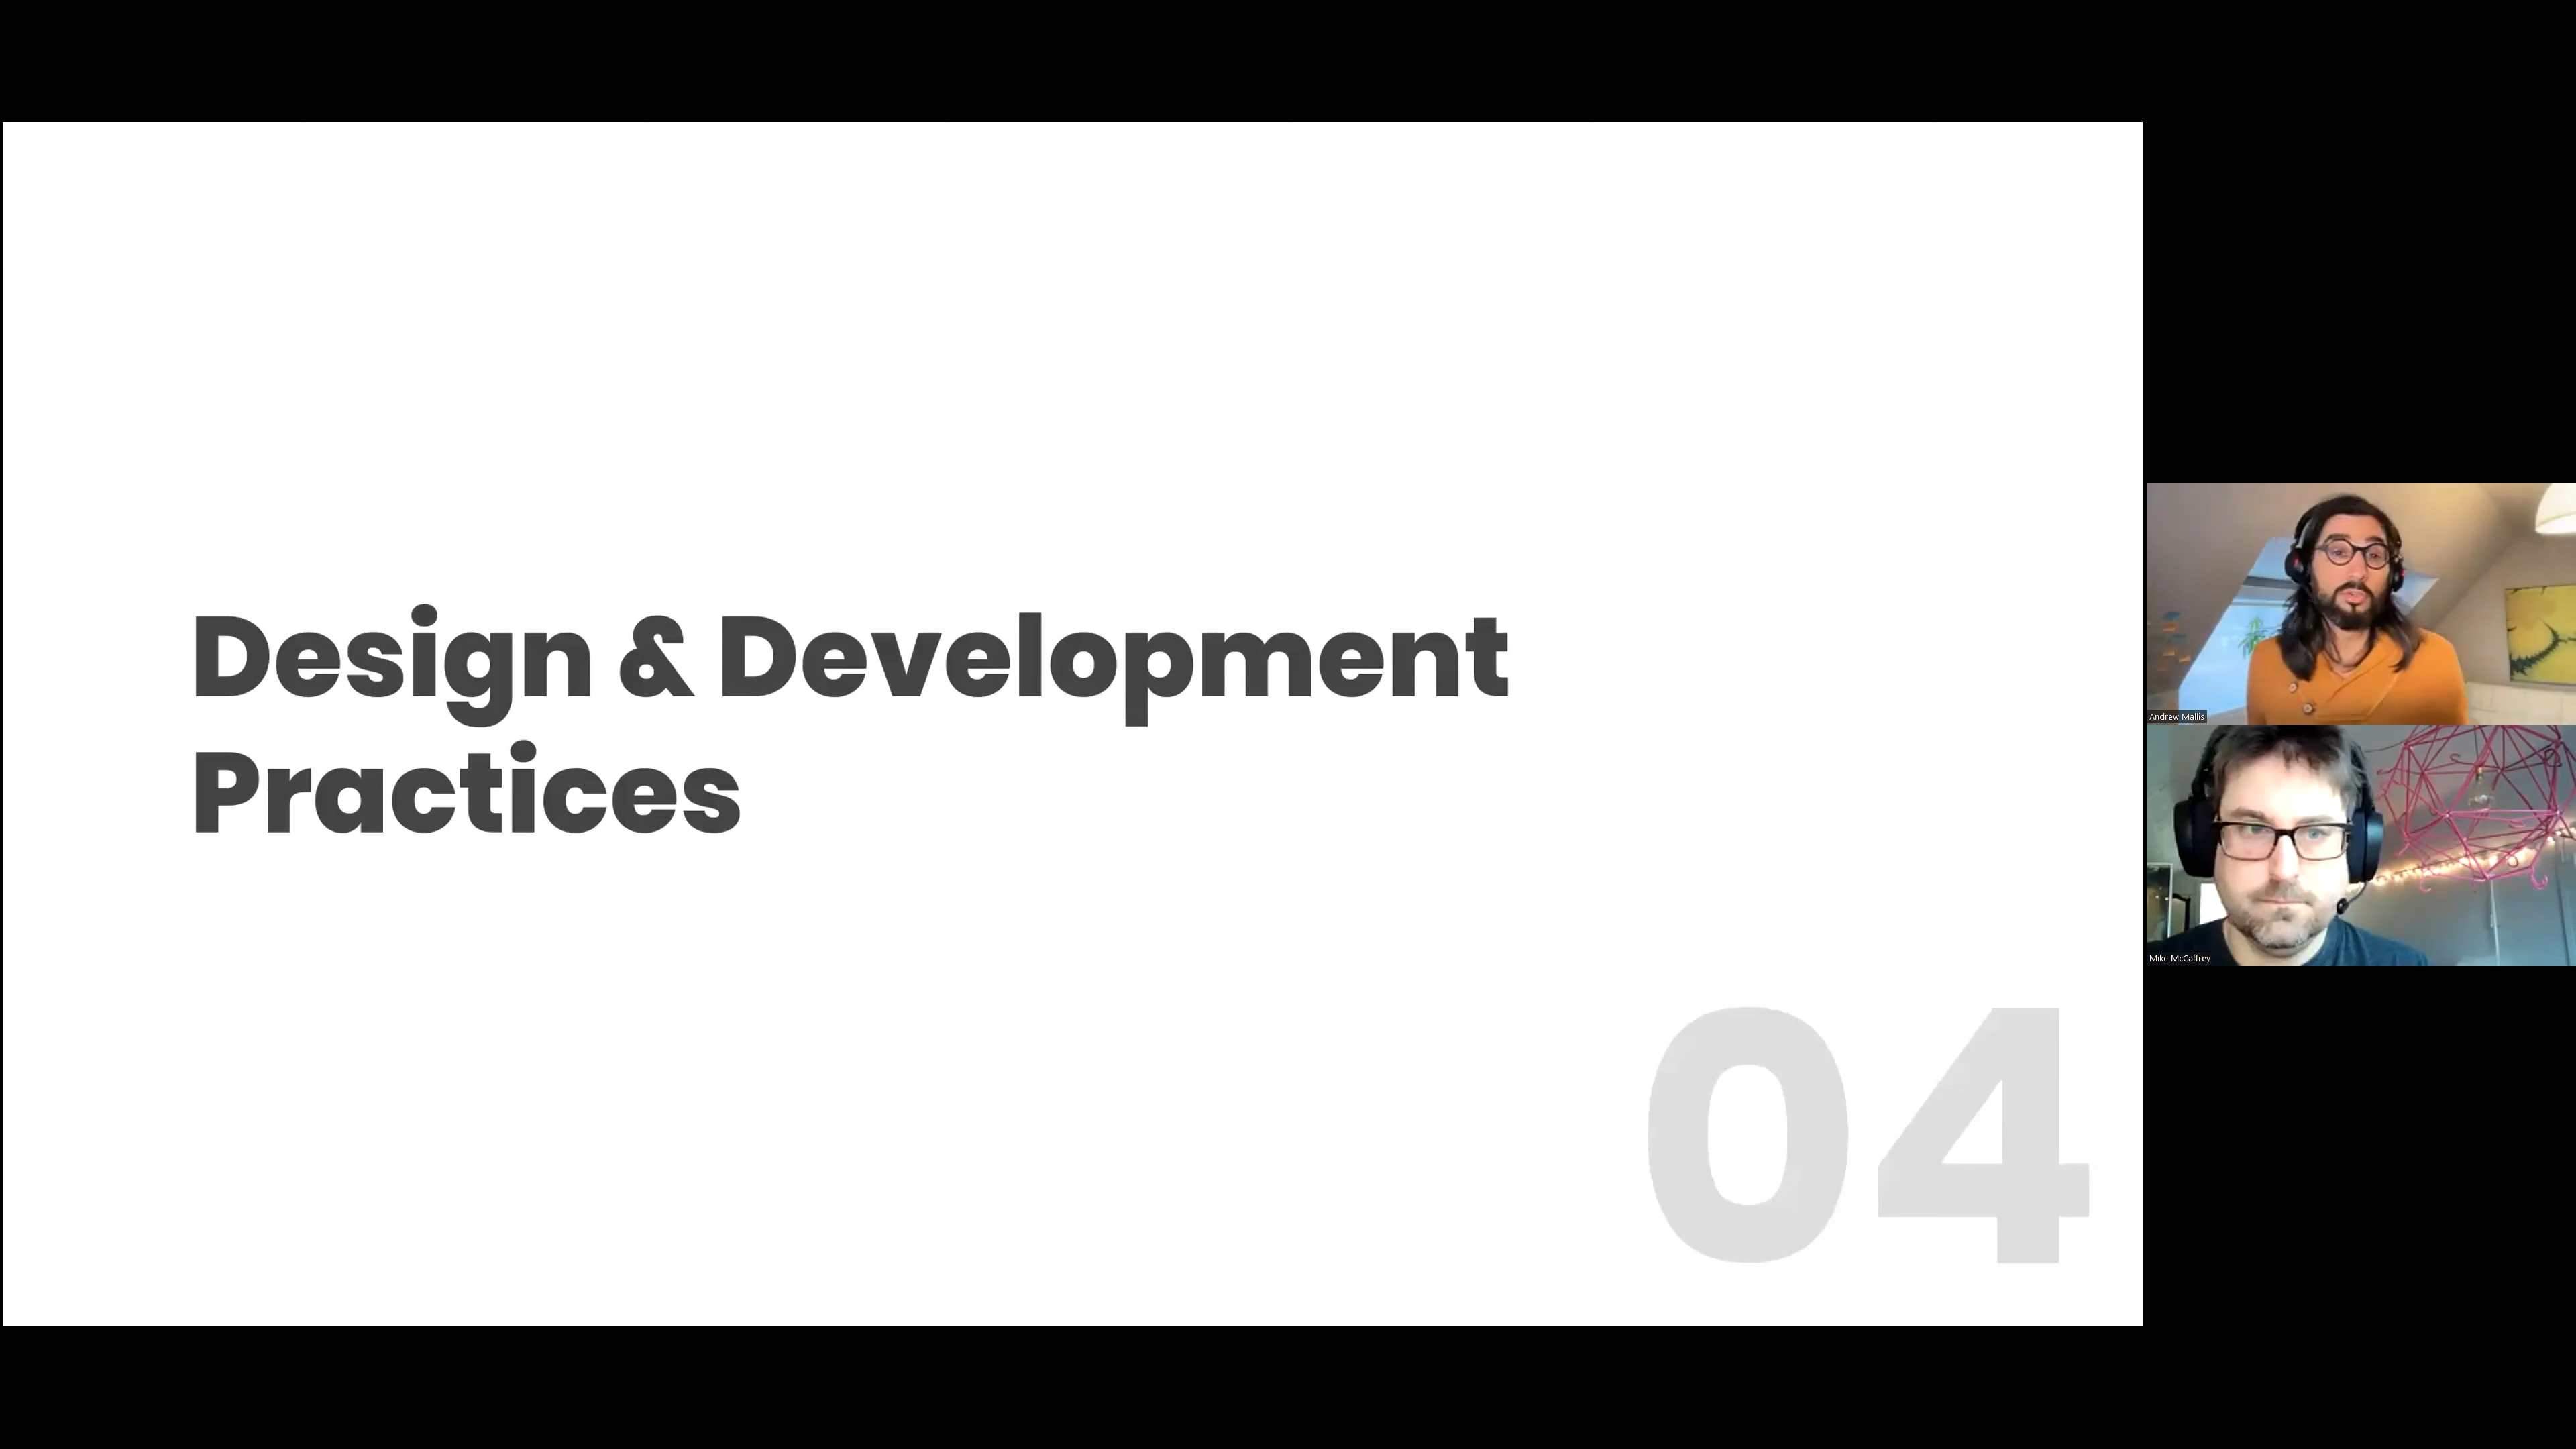 Design & Development
Practices
04
Andrew Mallis
Mike McCaffrey